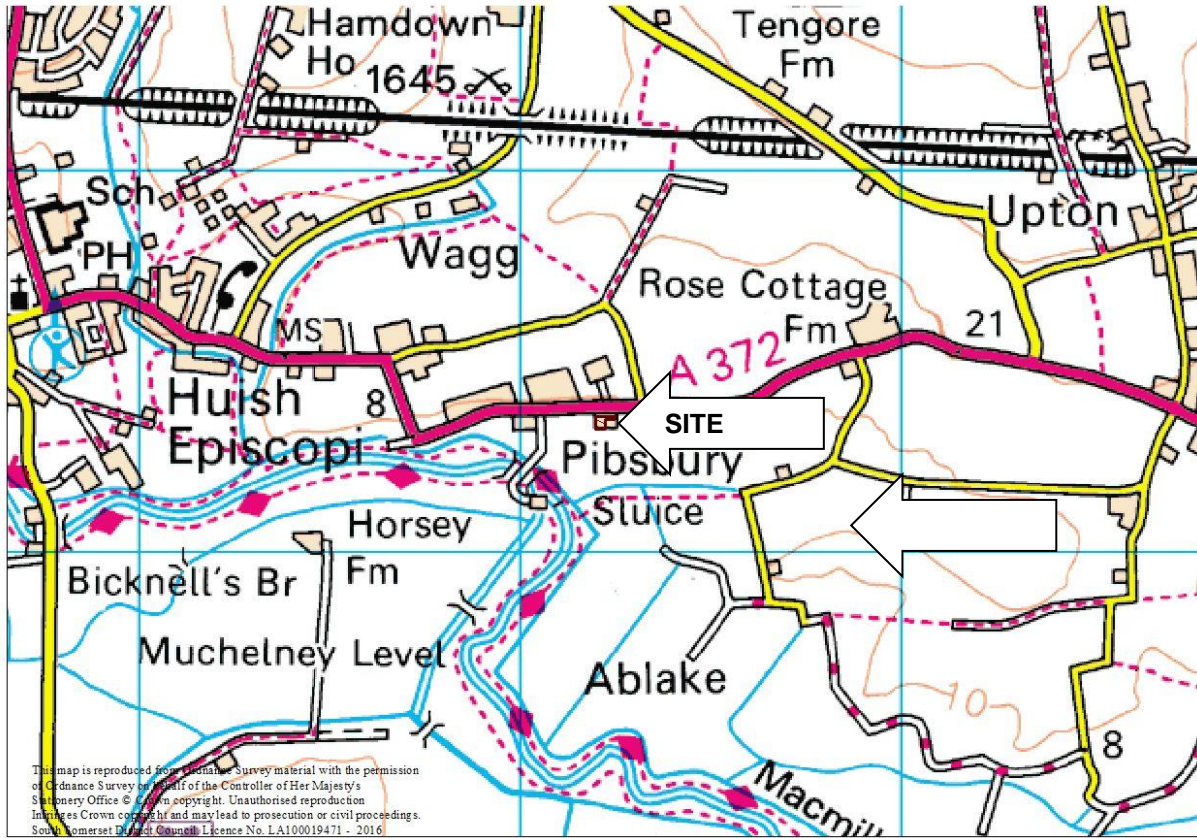 Hamdown
Ho
1645
Tengore
Fm
Sch
PH
Wagg
Upton
Rose Cottage
Fm
21
MS
A 372
Huish
Episcopi
8
SITE
Pibsbury
Sluice
Horsey
Fm
Bicknell's Br
Muchelney Level
Ablake
10
8
Macmill
This map is reproduced from Ordnance Survey material with the permission
of Ordnance Survey on behalf of the Controller of Her Majesty's
Stationery Office © Crown copyright. Unauthorised reproduction
Infringes Crown copyright and may lead to prosecution or civil proceedings.
South Somerset District Council Licence No. LA100019471 - 2016